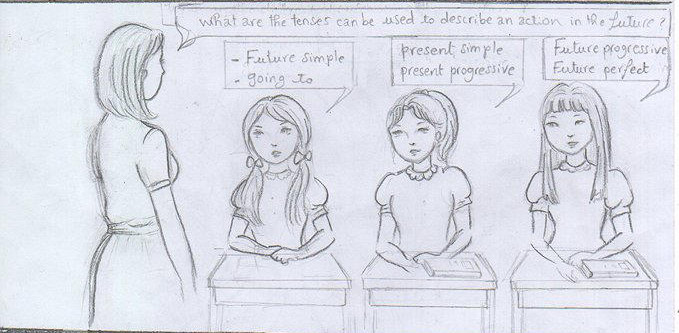 What are the tenses can be used to describe an action in the future ?
- Future simple
- going to
present simple
present progressive
Future progressive
Future perfect